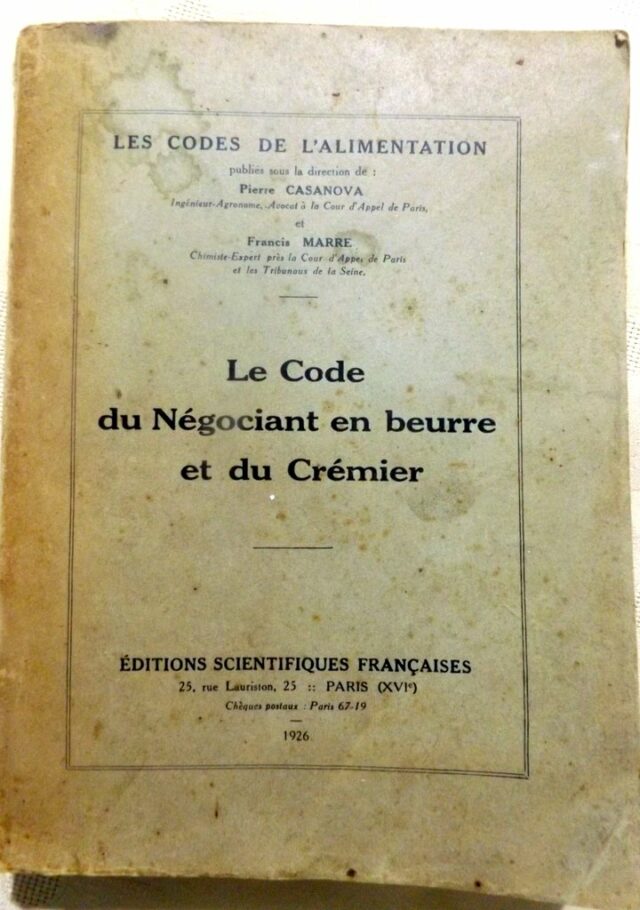 LES CODES DE L'ALIMENTATION
publiés sous la direction de :
Pierre CASANOVA
Ingénieur-Agronome, Avocat à la Cour d'Appel de Paris,
et
Francis MARRE
Chimiste-Expert près la Cour d'Appel de Paris
et les Tribunaux de la Seine.
Le Code
du Négociant en beurre
et du Crémier
ÉDITIONS SCIENTIFIQUES FRANÇAISES
25, rue Lauriston, 25 :: PARIS (XVIᵉ)
Chèques postaux : Paris 67-19
1926